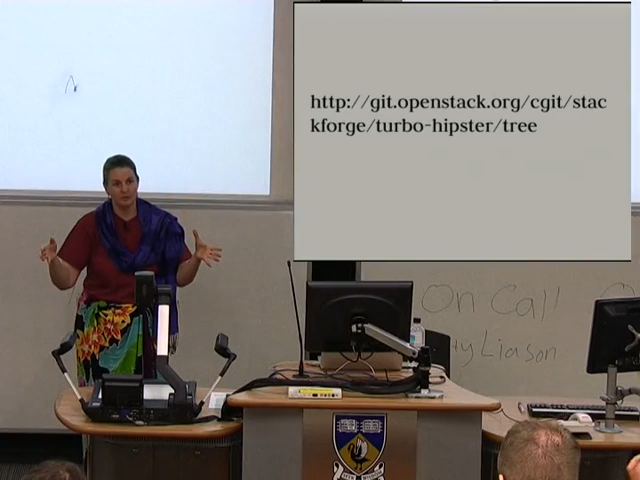 http://git.openstack.org/cgit/stac
kforge/turbo-hipster/tree
On Call
Liason